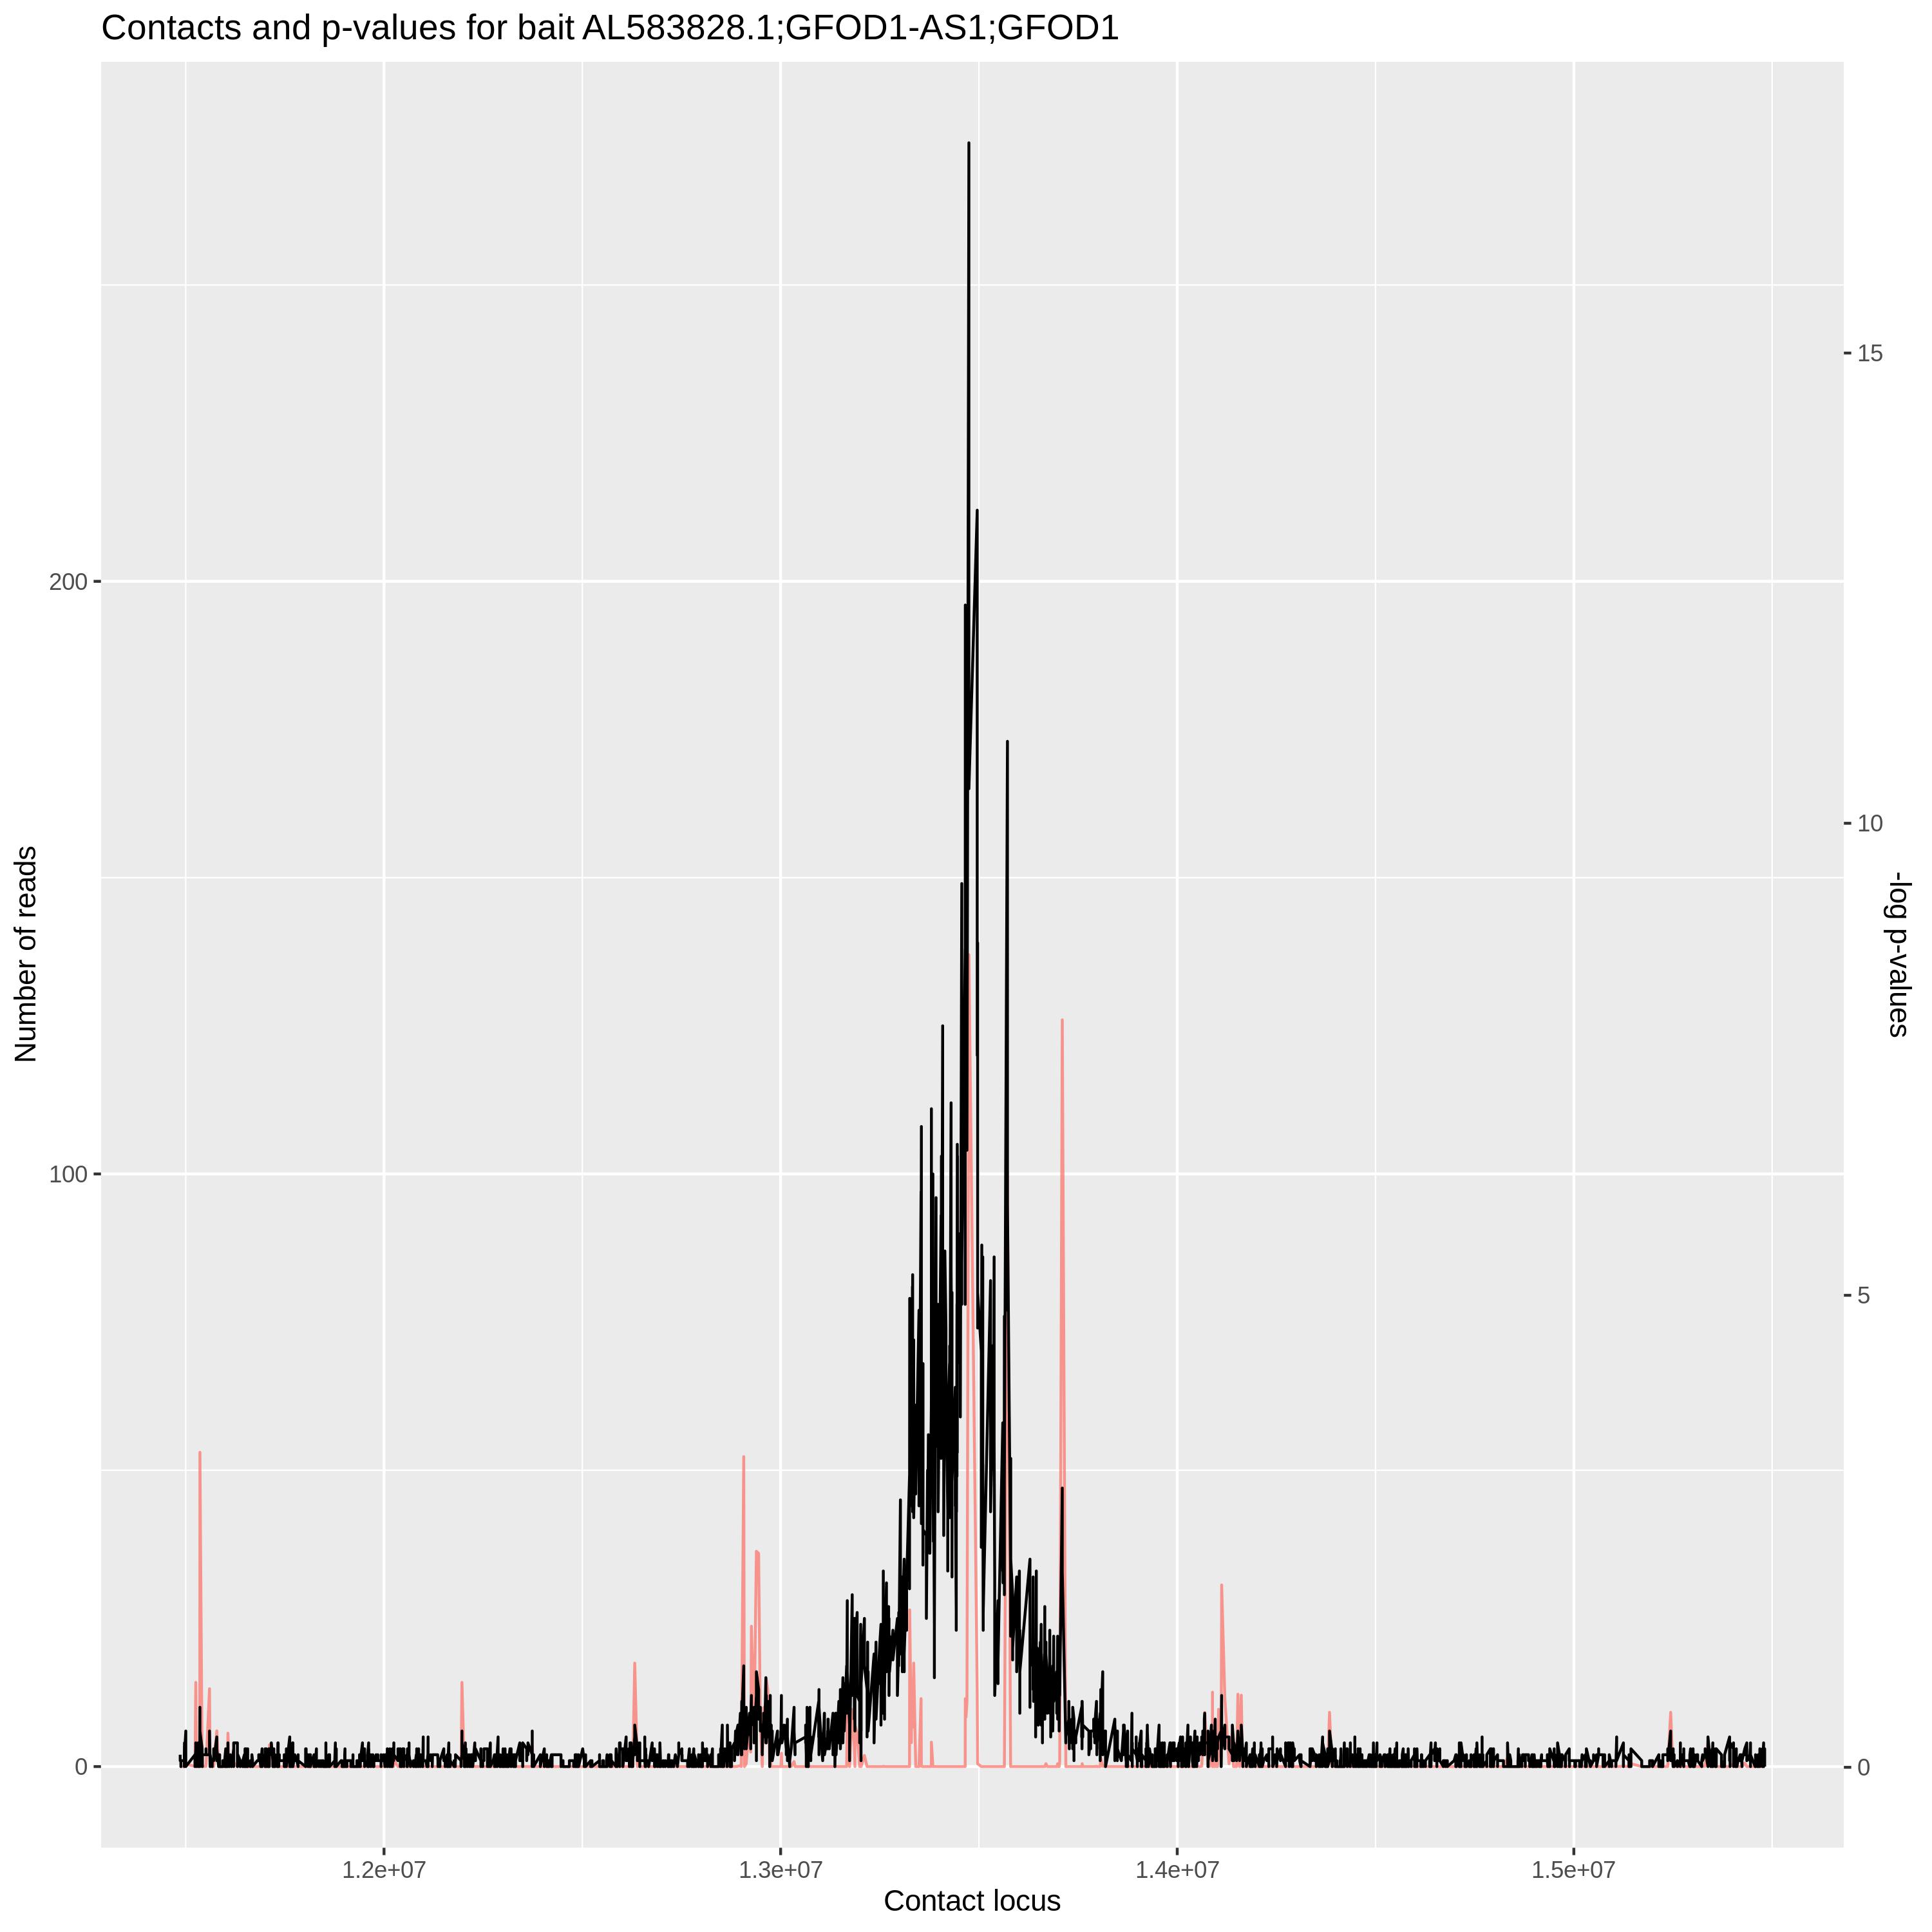 Contacts and p-values for bait AL583828.1;GFOD1-AS1;GFOD1
Number of reads
200
100
0
15
10
5
0
-log p-values
1.2e+07
1.3e+07
1.4e+07
1.5e+07
Contact locus